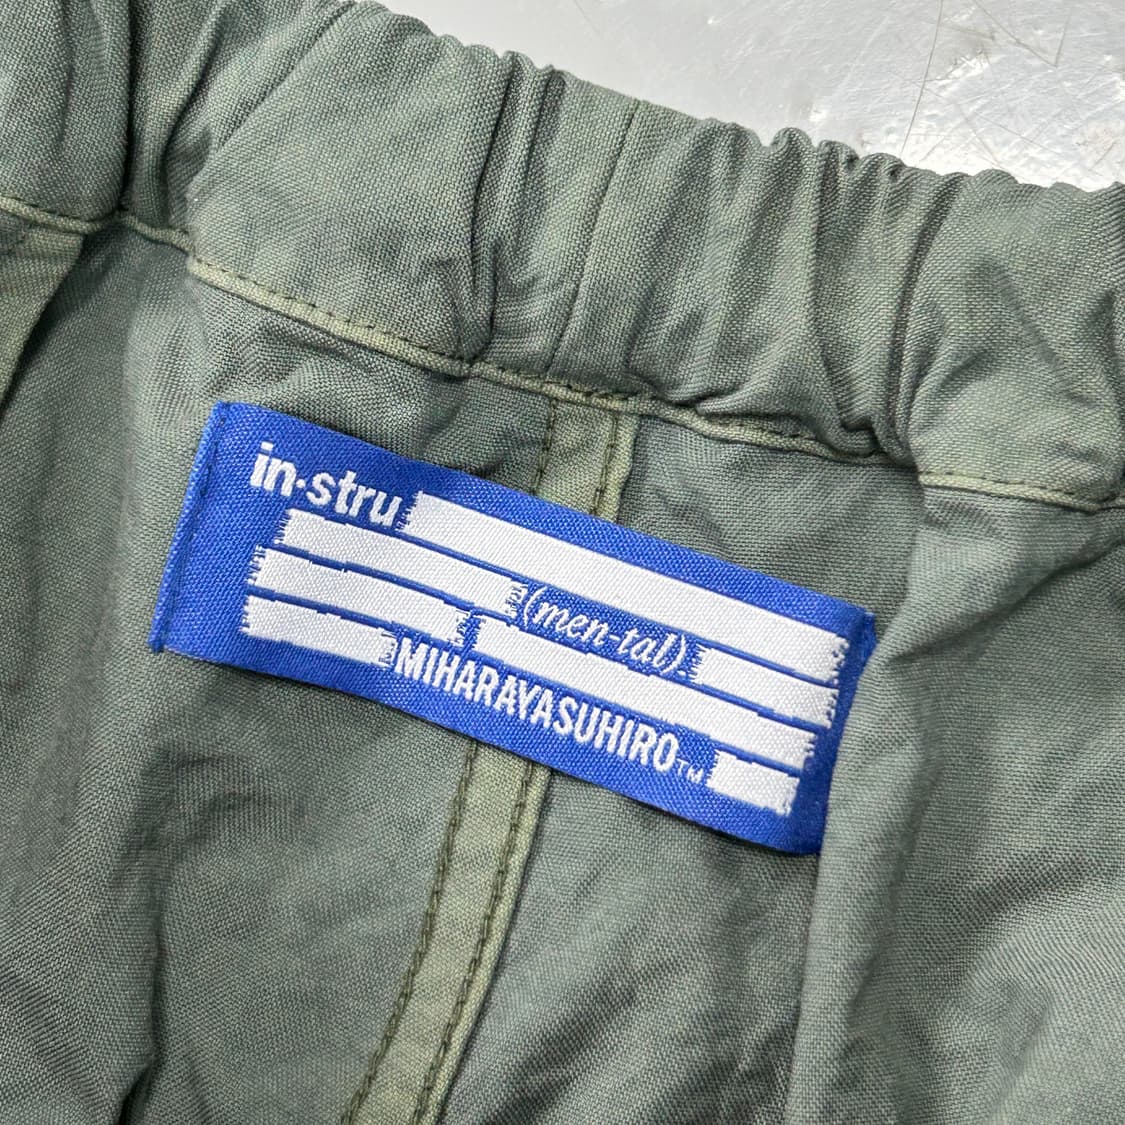 in-stru
(men-tal).
MIHARAYASUHIRO™